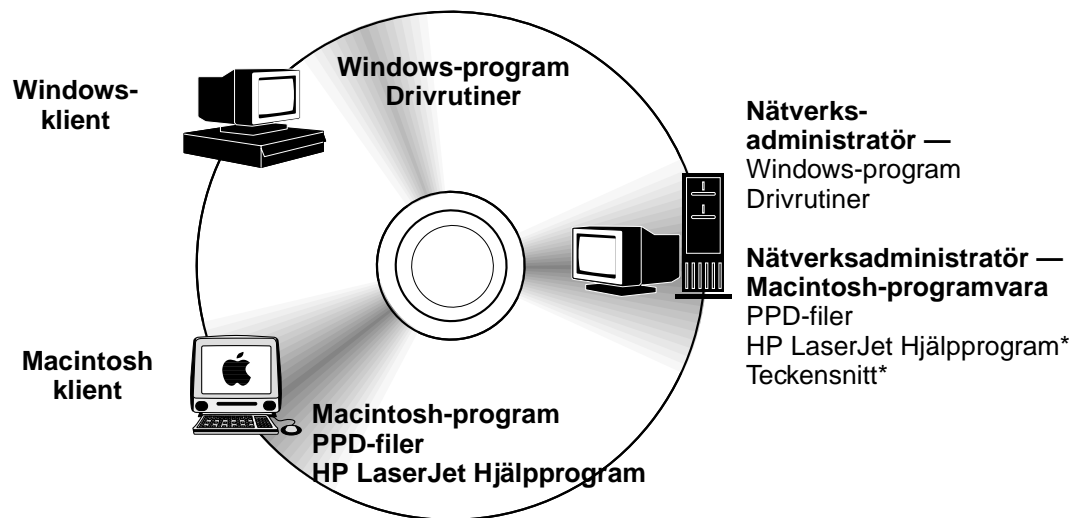 Windows-
klient
Windows-program
Drivrutiner
Nätverks-
administratör —
Windows-program
Drivrutiner
Nätverksadministratör —
Macintosh-programvara
PPD-filer
HP LaserJet Hjälpprogram*
Teckensnitt*
Macintosh
klient
Macintosh-program
PPD-filer
HP LaserJet Hjälpprogram